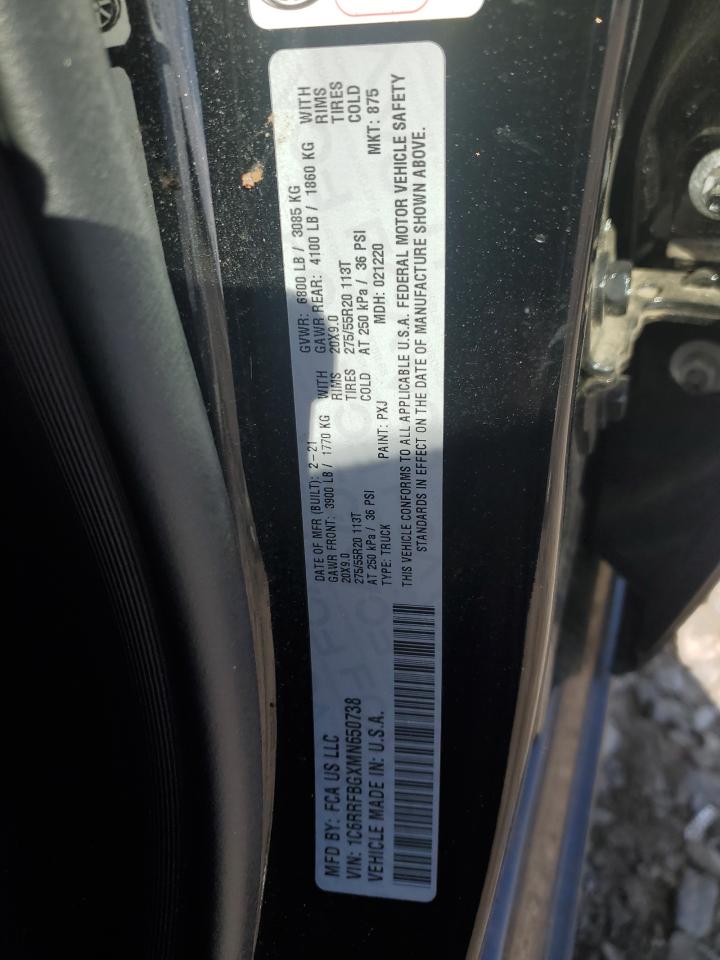 MFD BY: FCA US LLC
VIN: 1C6RRFBGXMN650738
VEHICLE MADE IN: U.S.A.
DATE OF MFR (BUILT): 2-21 GVWR: 6800 LB / 3085 KG
GAWR FRONT: 3900 LB / 1770 KG WITH GAWR REAR: 4100 LB / 1860 KG WITH
20X9.0 RIMS 20X9.0 RIMS
275/55R20 113T TIRES 275/55R20 113T TIRES
AT 250 kPa / 36 PSI COLD AT 250 kPa / 36 PSI COLD
TYPE: TRUCK PAINT: PXJ MDH: 021220 MKT: 875
THIS VEHICLE CONFORMS TO ALL APPLICABLE U.S.A. FEDERAL MOTOR VEHICLE SAFETY
STANDARDS IN EFFECT ON THE DATE OF MANUFACTURE SHOWN ABOVE.